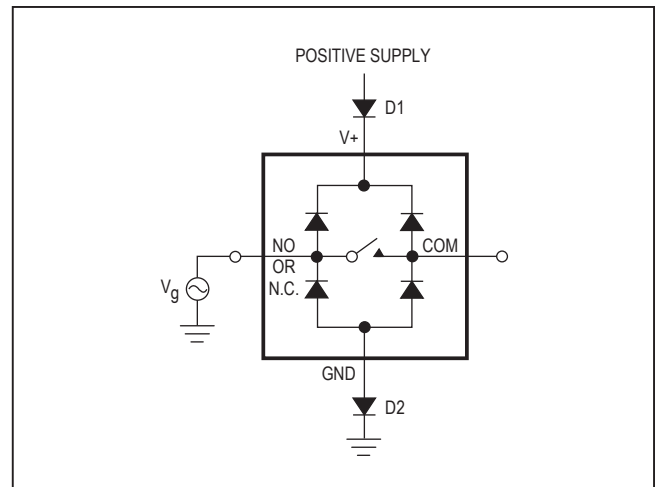 POSITIVE SUPPLY
D1
V+
NO
OR
N.C.
COM
Vg
GND
D2